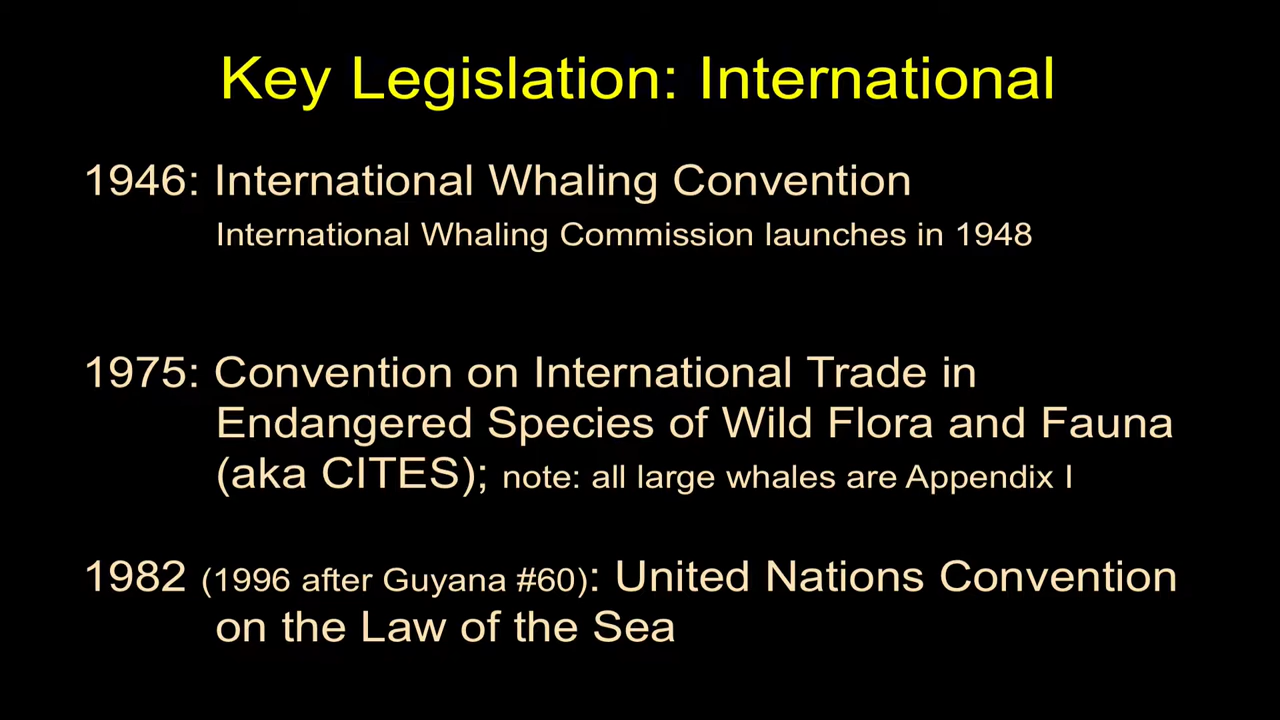 Key Legislation: International
1946: International Whaling Convention
International Whaling Commission launches in 1948
1975: Convention on International Trade in
Endangered Species of Wild Flora and Fauna
(aka CITES); note: all large whales are Appendix I
1982 (1996 after Guyana #60): United Nations Convention
on the Law of the Sea